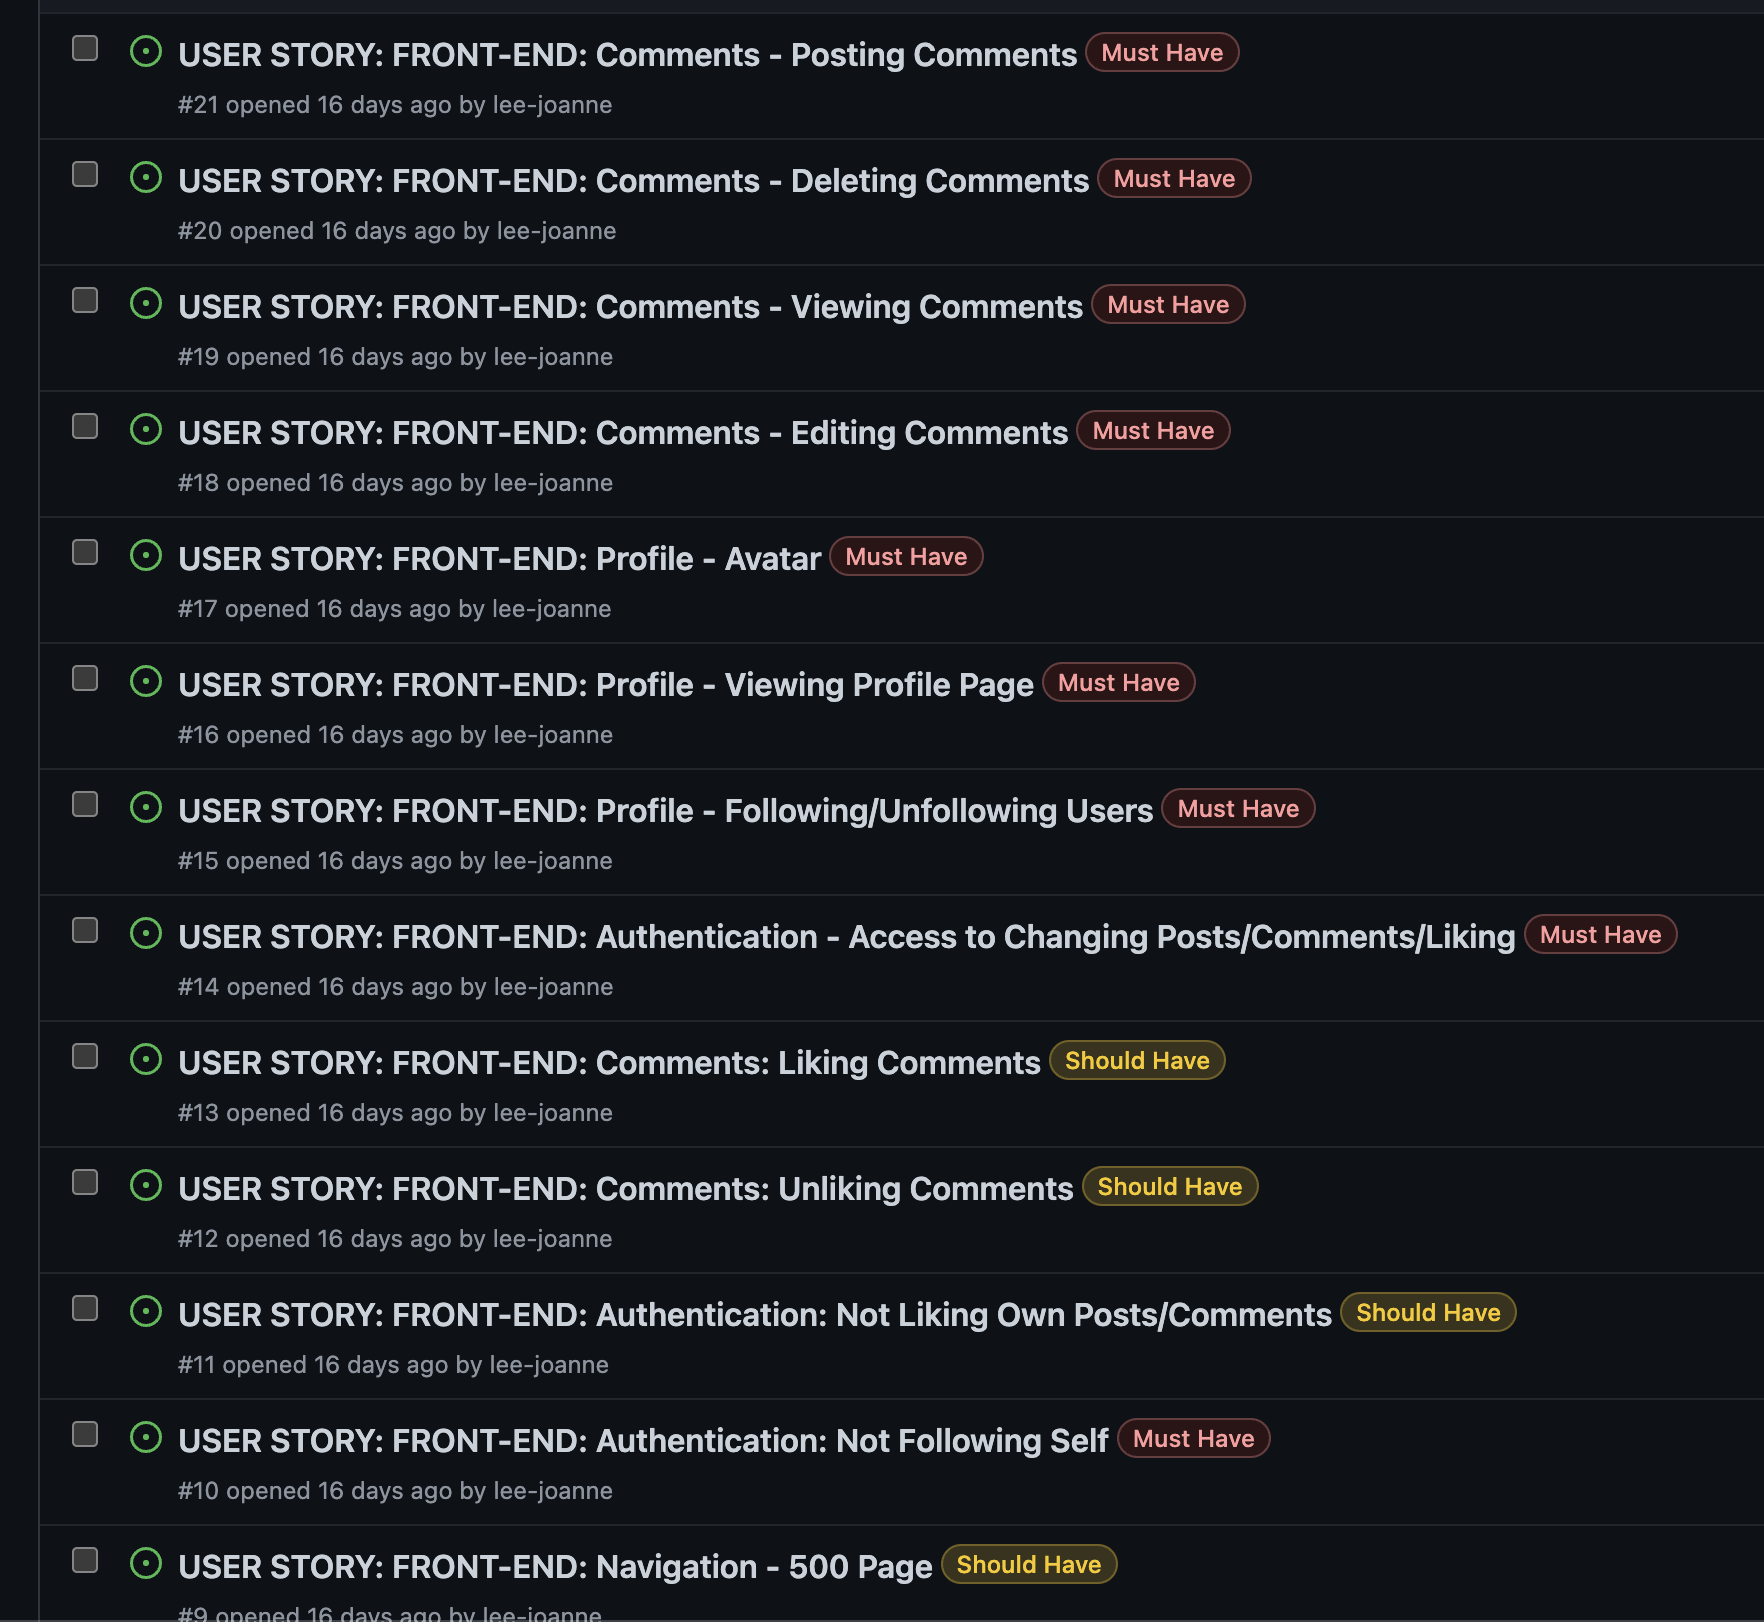 USER STORY: FRONT-END: Comments - Posting Comments Must Have
#21 opened 16 days ago by lee-joanne
USER STORY: FRONT-END: Comments - Deleting Comments Must Have
#20 opened 16 days ago by lee-joanne
USER STORY: FRONT-END: Comments - Viewing Comments Must Have
#19 opened 16 days ago by lee-joanne
USER STORY: FRONT-END: Comments - Editing Comments Must Have
#18 opened 16 days ago by lee-joanne
USER STORY: FRONT-END: Profile - Avatar Must Have
#17 opened 16 days ago by lee-joanne
USER STORY: FRONT-END: Profile - Viewing Profile Page Must Have
#16 opened 16 days ago by lee-joanne
USER STORY: FRONT-END: Profile - Following/Unfollowing Users Must Have
#15 opened 16 days ago by lee-joanne
USER STORY: FRONT-END: Authentication - Access to Changing Posts/Comments/Liking Must Have
#14 opened 16 days ago by lee-joanne
USER STORY: FRONT-END: Comments: Liking Comments Should Have
#13 opened 16 days ago by lee-joanne
USER STORY: FRONT-END: Comments: Unliking Comments Should Have
#12 opened 16 days ago by lee-joanne
USER STORY: FRONT-END: Authentication: Not Liking Own Posts/Comments Should Have
#11 opened 16 days ago by lee-joanne
USER STORY: FRONT-END: Authentication: Not Following Self Must Have
#10 opened 16 days ago by lee-joanne
USER STORY: FRONT-END: Navigation - 500 Page Should Have
#9 opened 16 days ago by lee-joanne